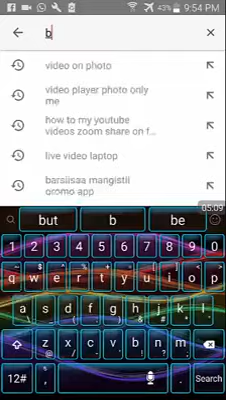 43% 9:54 PM
b
video on photo
video player photo only
me
how to my youtube
videos zoom share on f...
live video laptop
barsiisaa mangistii
oromo app
05:09
but b be
1 2 3 4 5 6 7 8 9 0
q w e r t y u i o p
a s d f g h j k l
z x c v b n m
12# , . Search